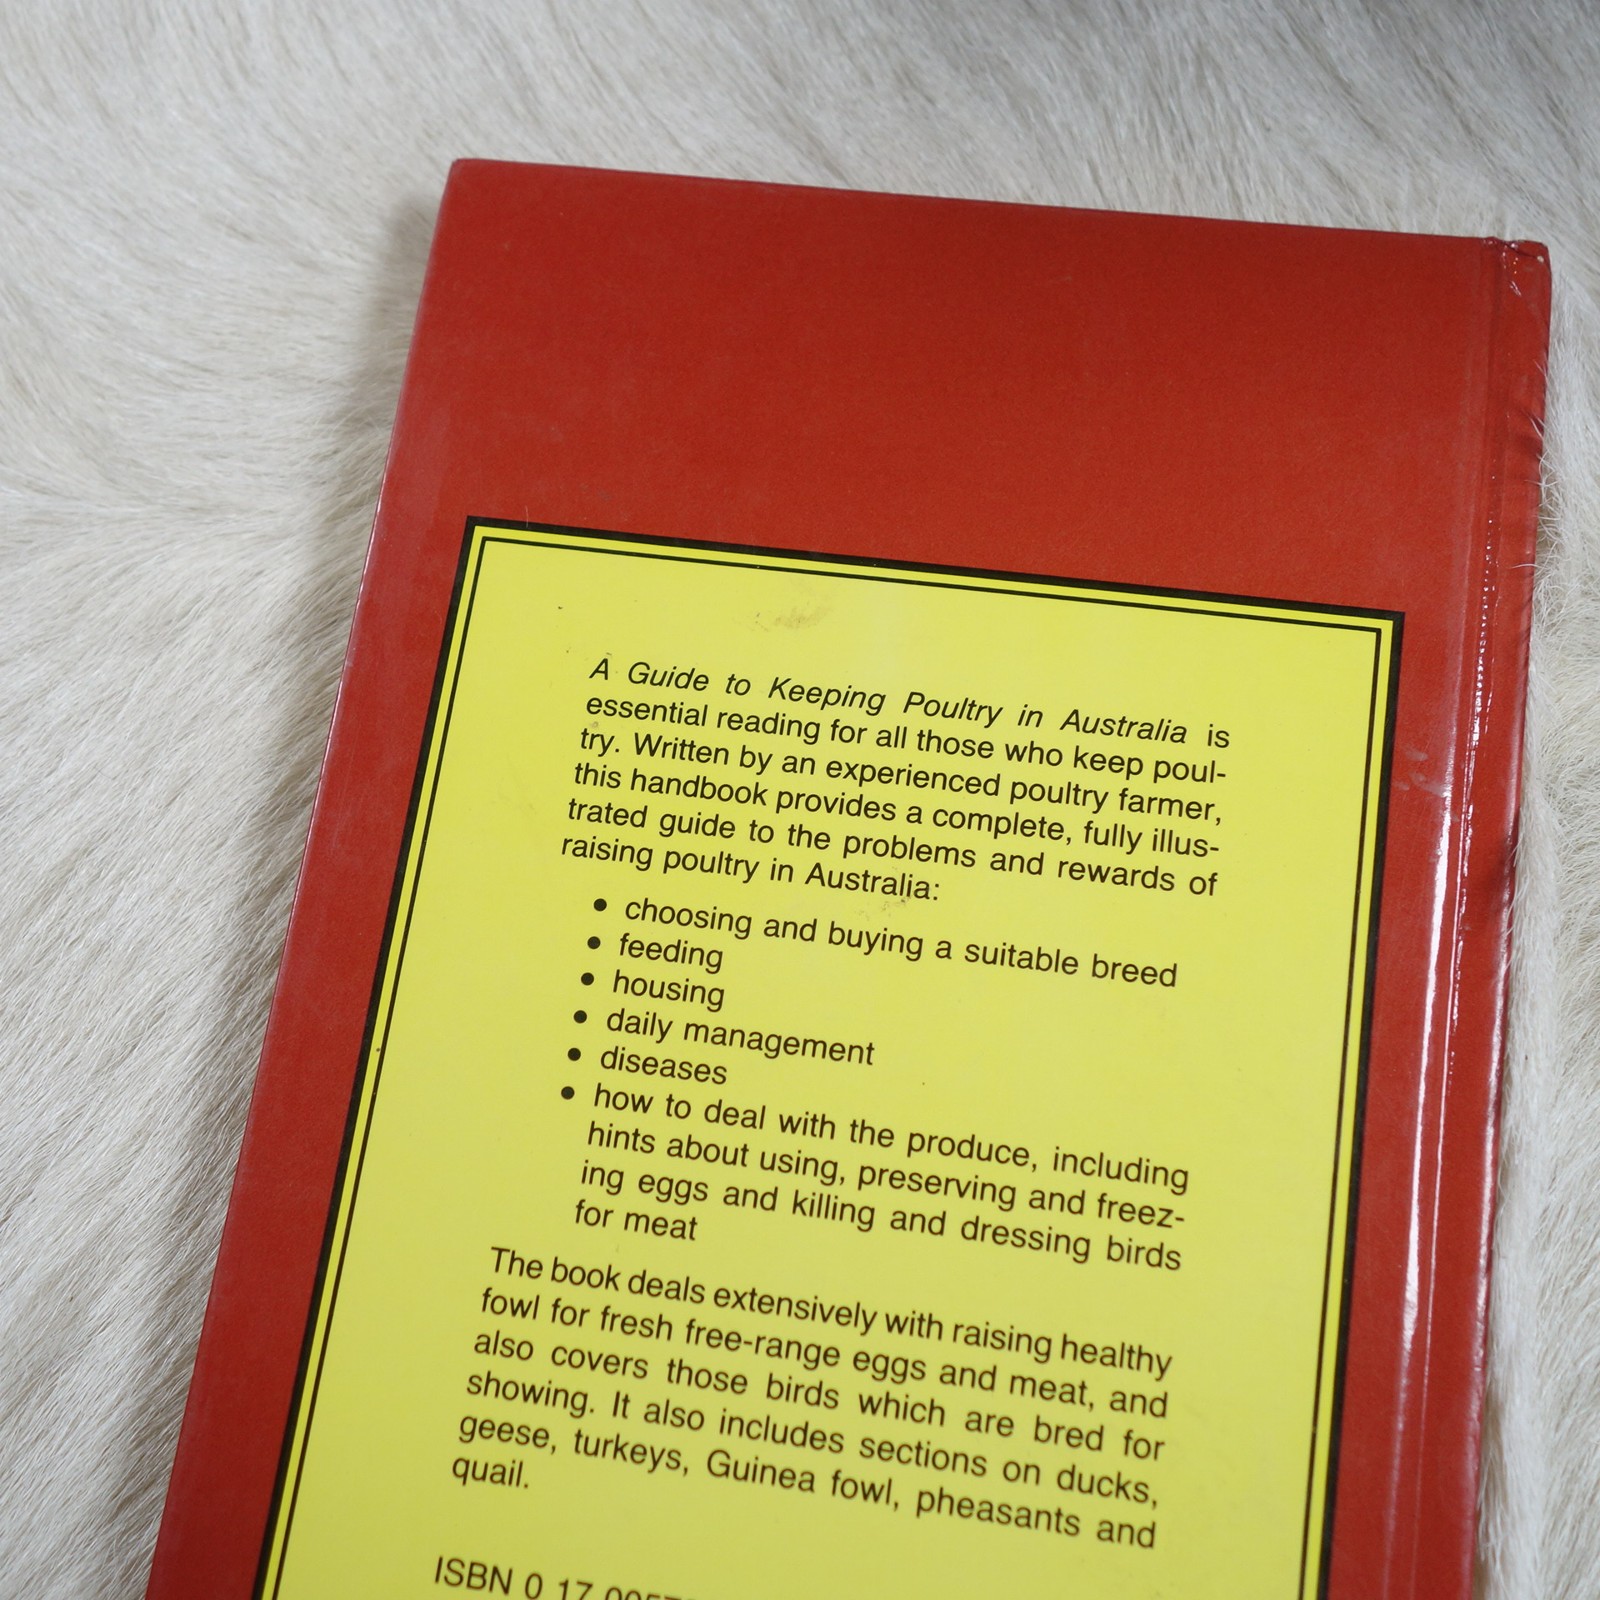 A Guide to Keeping Poultry in Australia is
essential reading for all those who keep poul-
try. Written by an experienced poultry farmer,
this handbook provides a complete, fully illus-
trated guide to the problems and rewards of
raising poultry in Australia:
• choosing and buying a suitable breed
• feeding
• housing
• daily management
• diseases
• how to deal with the produce, including
hints about using, preserving and freez-
ing eggs and killing and dressing birds
for meat
The book deals extensively with raising healthy
fowl for fresh free-range eggs and meat, and
also covers those birds which are bred for
showing. It also includes sections on ducks,
geese, turkeys, Guinea fowl, pheasants and
quail.
ISBN 0 17